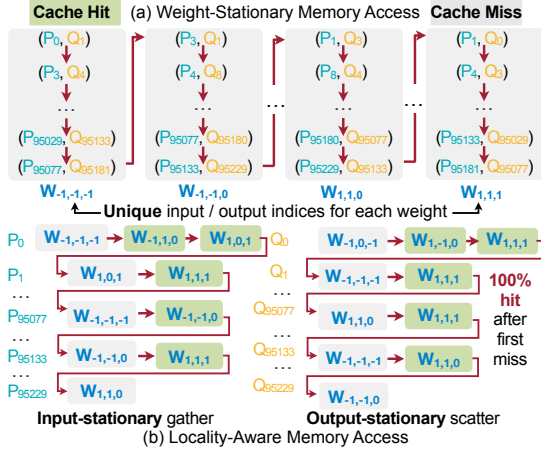 Cache Hit (a) Weight-Stationary Memory Access Cache Miss
(P0, Q1) (P3, Q1) (P1, Q3) (P1, Q0)
(P3, Q4) (P4, Q8) (P8, Q4) (P4, Q3)
... ... ... ... ... ...
(P95029, Q95133) (P95077, Q95180) (P95180, Q95077) (P95133, Q95029)
(P95077, Q95181) (P95133, Q95229) (P95229, Q95133) (P95181, Q95077)
W-1,-1,-1 W-1,-1,0 W1,1,0 W1,1,1
Unique input / output indices for each weight
P0 W-1,-1,-1 W-1,1,0 W1,0,1 Q0 W-1,0,-1 W1,-1,0 W1,1,1
P1 W1,0,1 W1,1,1 Q1 W-1,-1,-1 W1,1,1
... ...
P95077 W-1,-1,-1 W-1,-1,0 Q95077 W1,1,0 W1,1,1
... ...
P95133 W-1,-1,0 W1,1,1 Q95133 W-1,-1,-1 W1,1,0
... ...
P95229 W1,1,0 Q95229 W-1,-1,0
100%
hit
after
first
miss
Input-stationary gather Output-stationary scatter
(b) Locality-Aware Memory Access